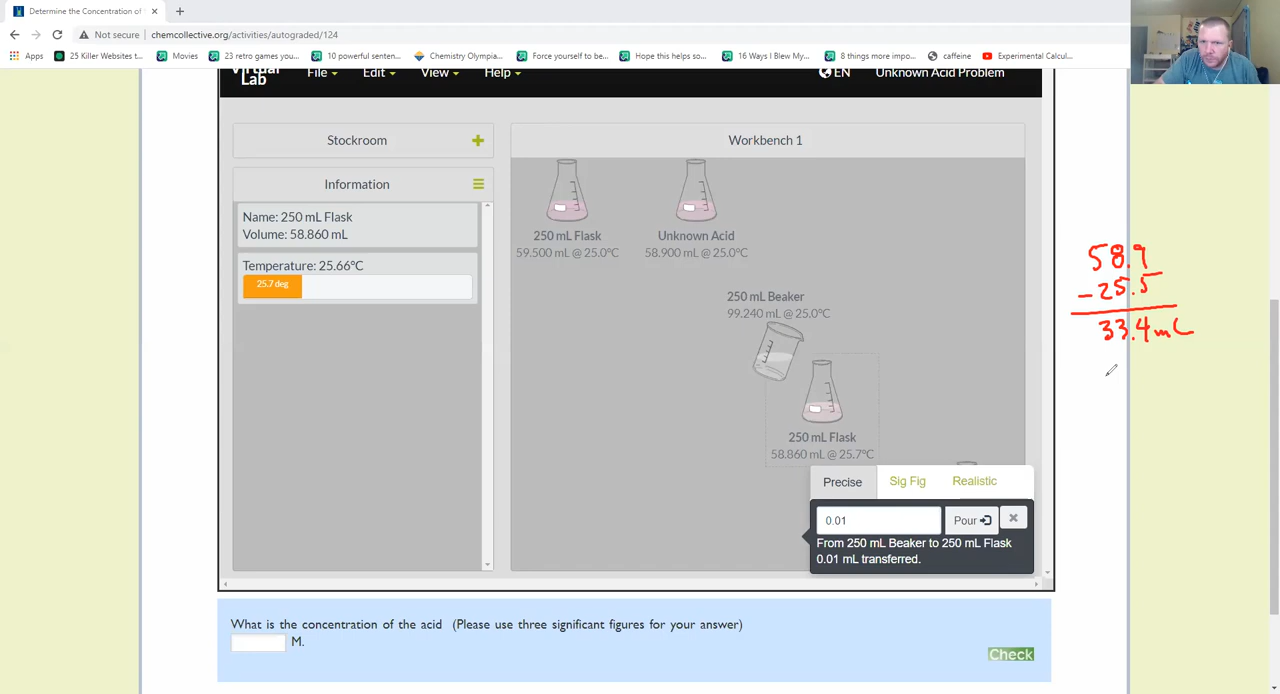 Determine the Concentration of
Not secure | chemcollective.org/activities/autograded/124
Apps 25 Killer Websites t... Movies 23 retro games you... 10 powerful senten... Chemistry Olympia... Force yourself to be... Hope this helps so... 16 Ways I Blew My... 8 things more impo... caffeine Experimental Calcu...
Virtual Lab File Edit View Help EN Unknown Acid Problem
Stockroom
Workbench 1
Information
Name: 250 mL Flask
Volume: 58.860 mL
Temperature: 25.66°C
25.7 deg
250 mL Flask
59.500 mL @ 25.0°C
Unknown Acid
58.900 mL @ 25.0°C
250 mL Beaker
99.240 mL @ 25.0°C
250 mL Flask
58.860 mL @ 25.7°C
Precise Sig Fig Realistic
0.01 Pour
From 250 mL Beaker to 250 mL Flask
0.01 mL transferred.
58.9
- 25.5
33.4 mL
What is the concentration of the acid (Please use three significant figures for your answer)
M.
Check